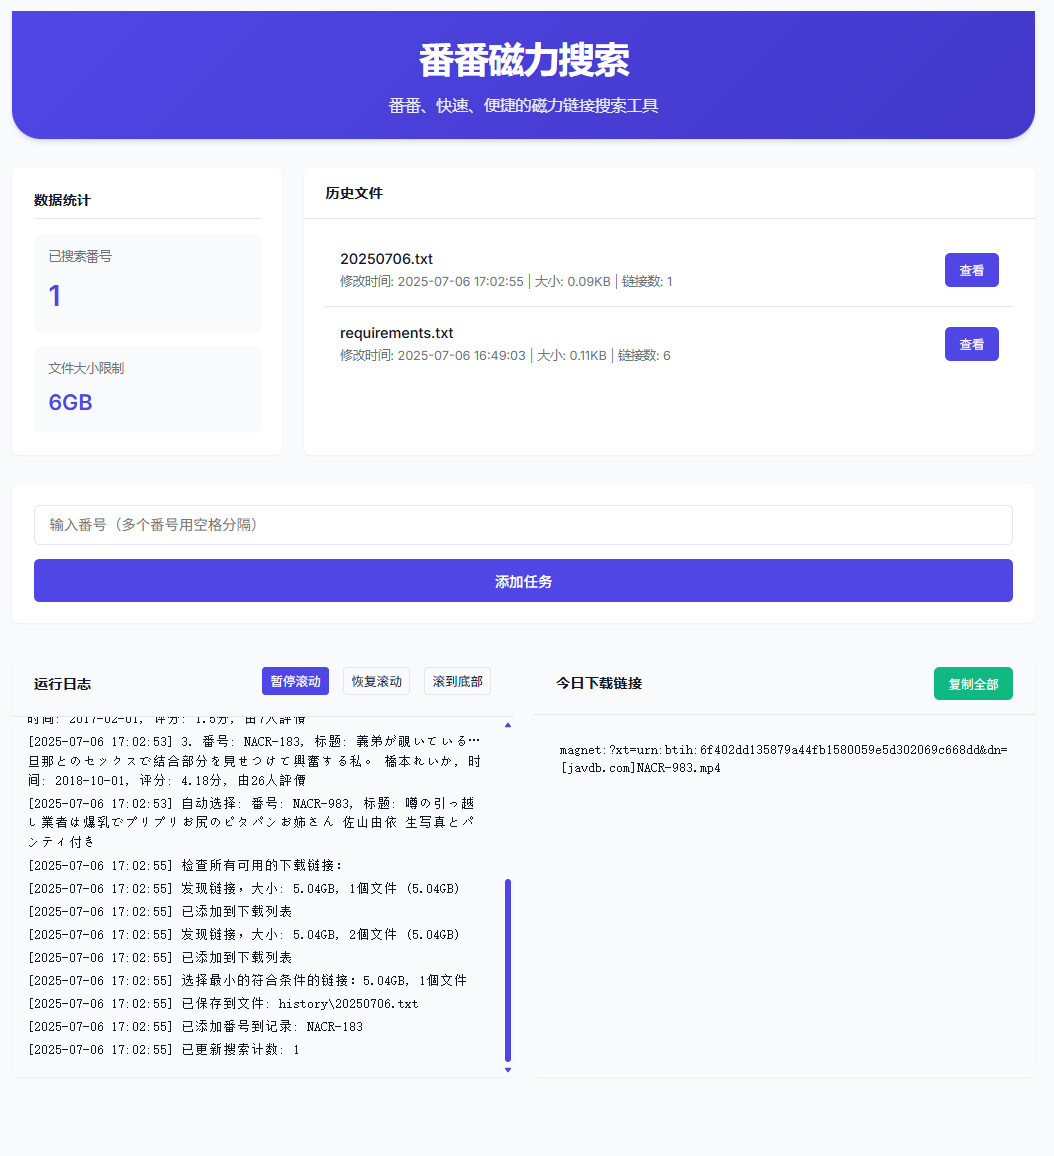 番番磁力搜索
番番、快速、便捷的磁力链接搜索工具
数据统计
已搜索番号
1
文件大小限制
6GB
历史文件
20250706.txt
修改时间: 2025-07-06 17:02:55 | 大小: 0.09KB | 链接数: 1
查看
requirements.txt
修改时间: 2025-07-06 16:49:03 | 大小: 0.11KB | 链接数: 6
查看
输入番号（多个番号用空格分隔）
添加任务
运行日志
暂停滚动
恢复滚动
滚到底部
时间: 2017-02-01, 评分: 1.5分, 由7人評價
[2025-07-06 17:02:53] 3. 番号: NACR-183, 标题: 義弟が覗いている…
旦那とのセックスで結合部分を見せつけて興奮する私。 橋本れいか, 时
间: 2018-10-01, 评分: 4.18分, 由26人評價
[2025-07-06 17:02:53] 自动选择: 番号: NACR-983, 标题: 噂の引っ越
し業者は爆乳でプリプリお尻のピタパンお姉さん 佐山由依 生写真とパ
ンティ付き
[2025-07-06 17:02:55] 检查所有可用的下载链接:
[2025-07-06 17:02:55] 发现链接，大小: 5.04GB, 1個文件 (5.04GB)
[2025-07-06 17:02:55] 已添加到下载列表
[2025-07-06 17:02:55] 发现链接，大小: 5.04GB, 2個文件 (5.04GB)
[2025-07-06 17:02:55] 已添加到下载列表
[2025-07-06 17:02:55] 选择最小的符合条件的链接: 5.04GB, 1個文件
[2025-07-06 17:02:55] 已保存到文件: history\20250706.txt
[2025-07-06 17:02:55] 已添加番号到记录: NACR-183
[2025-07-06 17:02:55] 已更新搜索计数: 1
今日下载链接
复制全部
magnet:?xt=urn:btih:6f402dd135879a44fb1580059e5d302069c668dd&dn=
[javdb.com]NACR-983.mp4